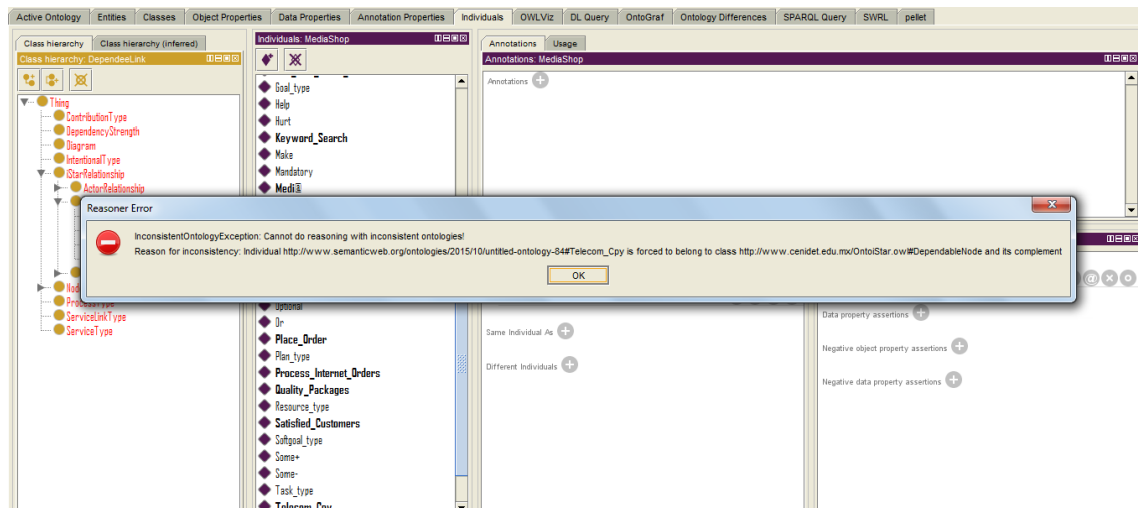 Active Ontology Entities Classes Object Properties Data Properties Annotation Properties Individuals OWLViz DL Query OntoGraf Ontology Differences SPARQL Query SWRL pellet
Class hierarchy Class hierarchy (inferred)
Class hierarchy: DependeeLink
Thing
ContributionType
DependencyStrength
Diagram
IntentionalType
iStarRelationship
ActorRelationship
Individuals: MediaShop
Goal_type
Help
Hurt
Keyword_Search
Make
Mandatory
Annotations Usage
Annotations: MediaShop
Annotations
Reasoner Error
InconsistentOntologyException: Cannot do reasoning with inconsistent ontologies!
Reason for inconsistency: Individual http://www.semanticweb.org/ontologies/2015/10/untitled-ontology-84#Telecom_Cpy is forced to belong to class http://www.cenidet.edu.mx/OntoiStar.owl#DependableNode and its complement
OK
ProcessType
ServiceLinkType
ServiceType
Optional
Or
Place_Order
Plan_type
Process_Internet_Orders
Quality_Packages
Resource_type
Satisfied_Customers
Softgoal_type
Some+
Some-
Task_type
Telecom_Cpy
Same Individual As
Different Individuals
Data property assertions
Negative object property assertions
Negative data property assertions